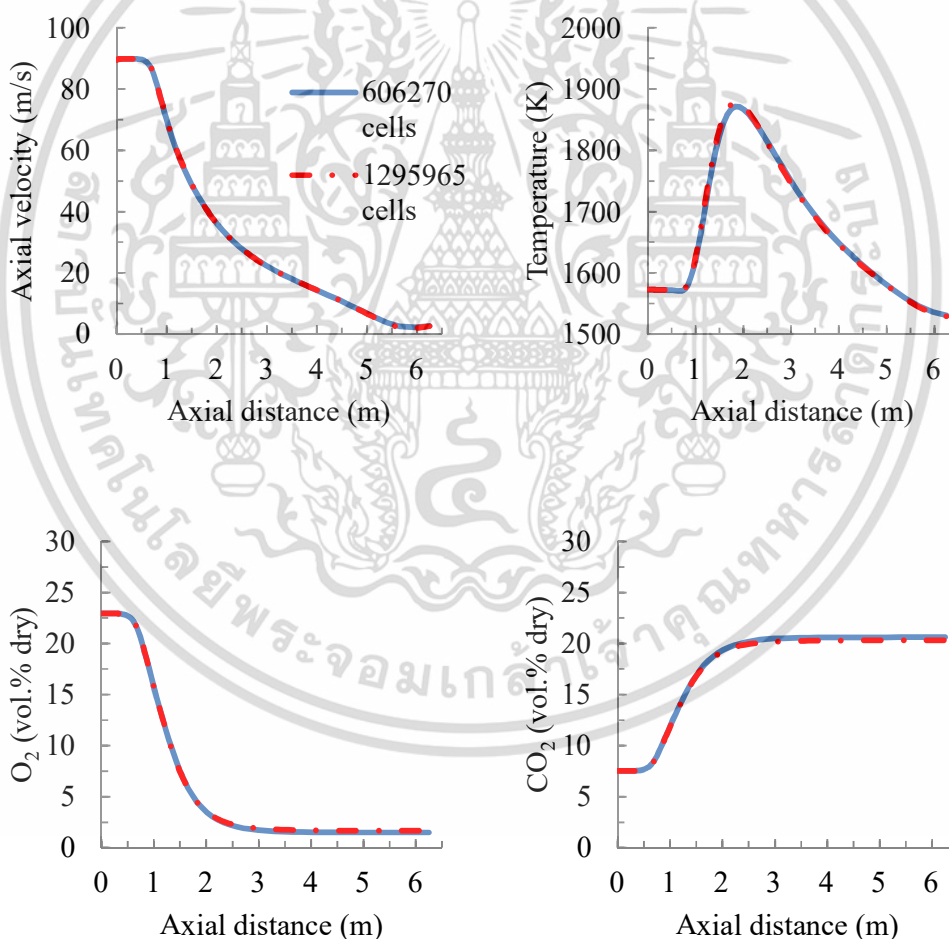 Axial velocity (m/s)
100
80
60
40
20
0
0 1 2 3 4 5 6
Axial distance (m)
606270
cells
1295965
cells
Temperature (K)
2000
1900
1800
1700
1600
1500
0 1 2 3 4 5 6
Axial distance (m)
O₂ (vol.% dry)
30
25
20
15
10
5
0
0 1 2 3 4 5 6
Axial distance (m)
CO₂ (vol.% dry)
30
25
20
15
10
5
0
0 1 2 3 4 5 6
Axial distance (m)